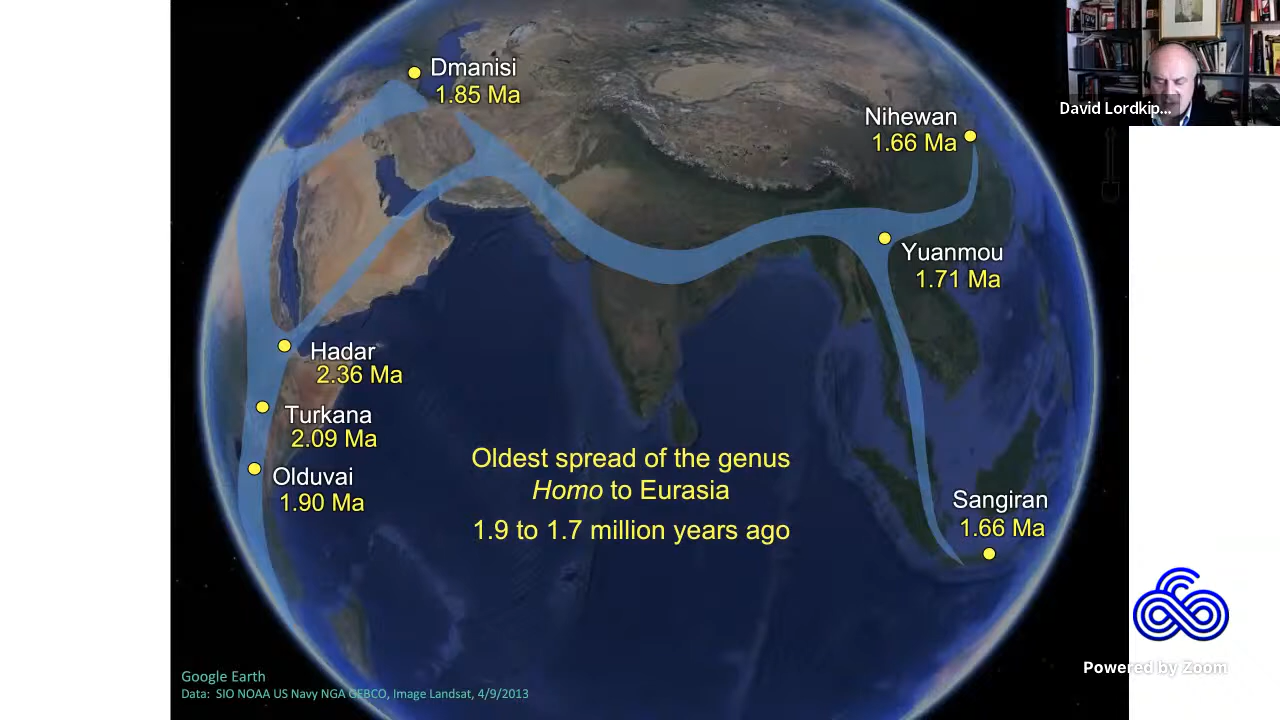 Dmanisi
1.85 Ma
David Lordkip...
Nihewan
1.66 Ma
Yuanmou
1.71 Ma
Hadar
2.36 Ma
Turkana
2.09 Ma
Olduvai
1.90 Ma
Oldest spread of the genus
Homo to Eurasia
1.9 to 1.7 million years ago
Sangiran
1.66 Ma
Powered by Zoom
Google Earth
Data: SIO NOAA US Navy NGA GEBCO, Image Landsat, 4/9/2013